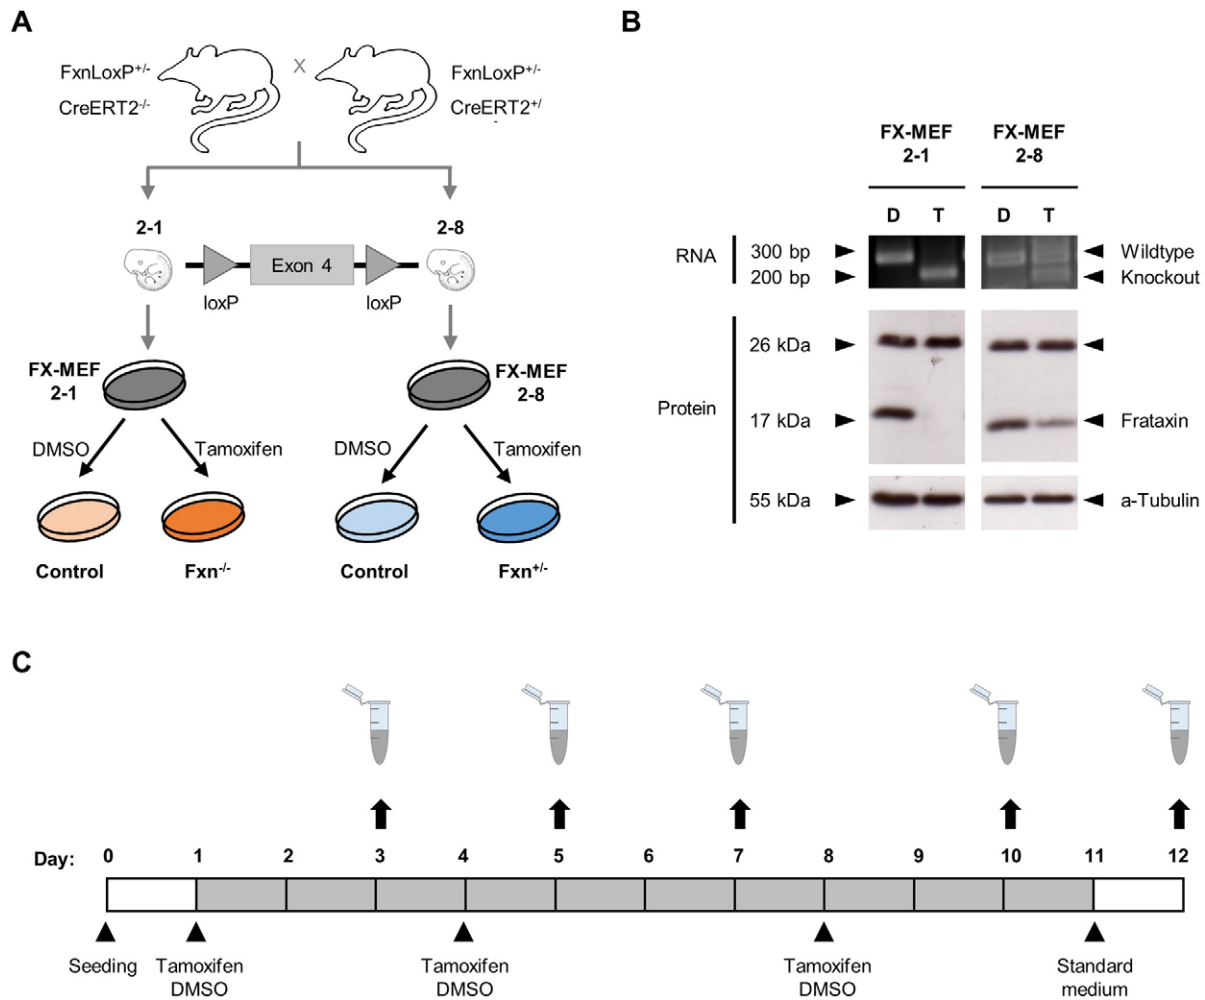 A
FxnLoxP+/-
CreERT2-/-
X
FxnLoxP+/-
CreERT2+/
-
2-1
2-8
Exon 4
loxP
loxP
FX-MEF
2-1
FX-MEF
2-8
DMSO
Tamoxifen
DMSO
Tamoxifen
Control
Fxn-/-
Control
Fxn+/-
B
FX-MEF
2-1
FX-MEF
2-8
D T D T
RNA
300 bp
Wildtype
200 bp
Knockout
Protein
26 kDa
17 kDa
Frataxin
55 kDa
a-Tubulin
C
Day: 0 1 2 3 4 5 6 7 8 9 10 11 12
Seeding
Tamoxifen
DMSO
Tamoxifen
DMSO
Tamoxifen
DMSO
Standard
medium